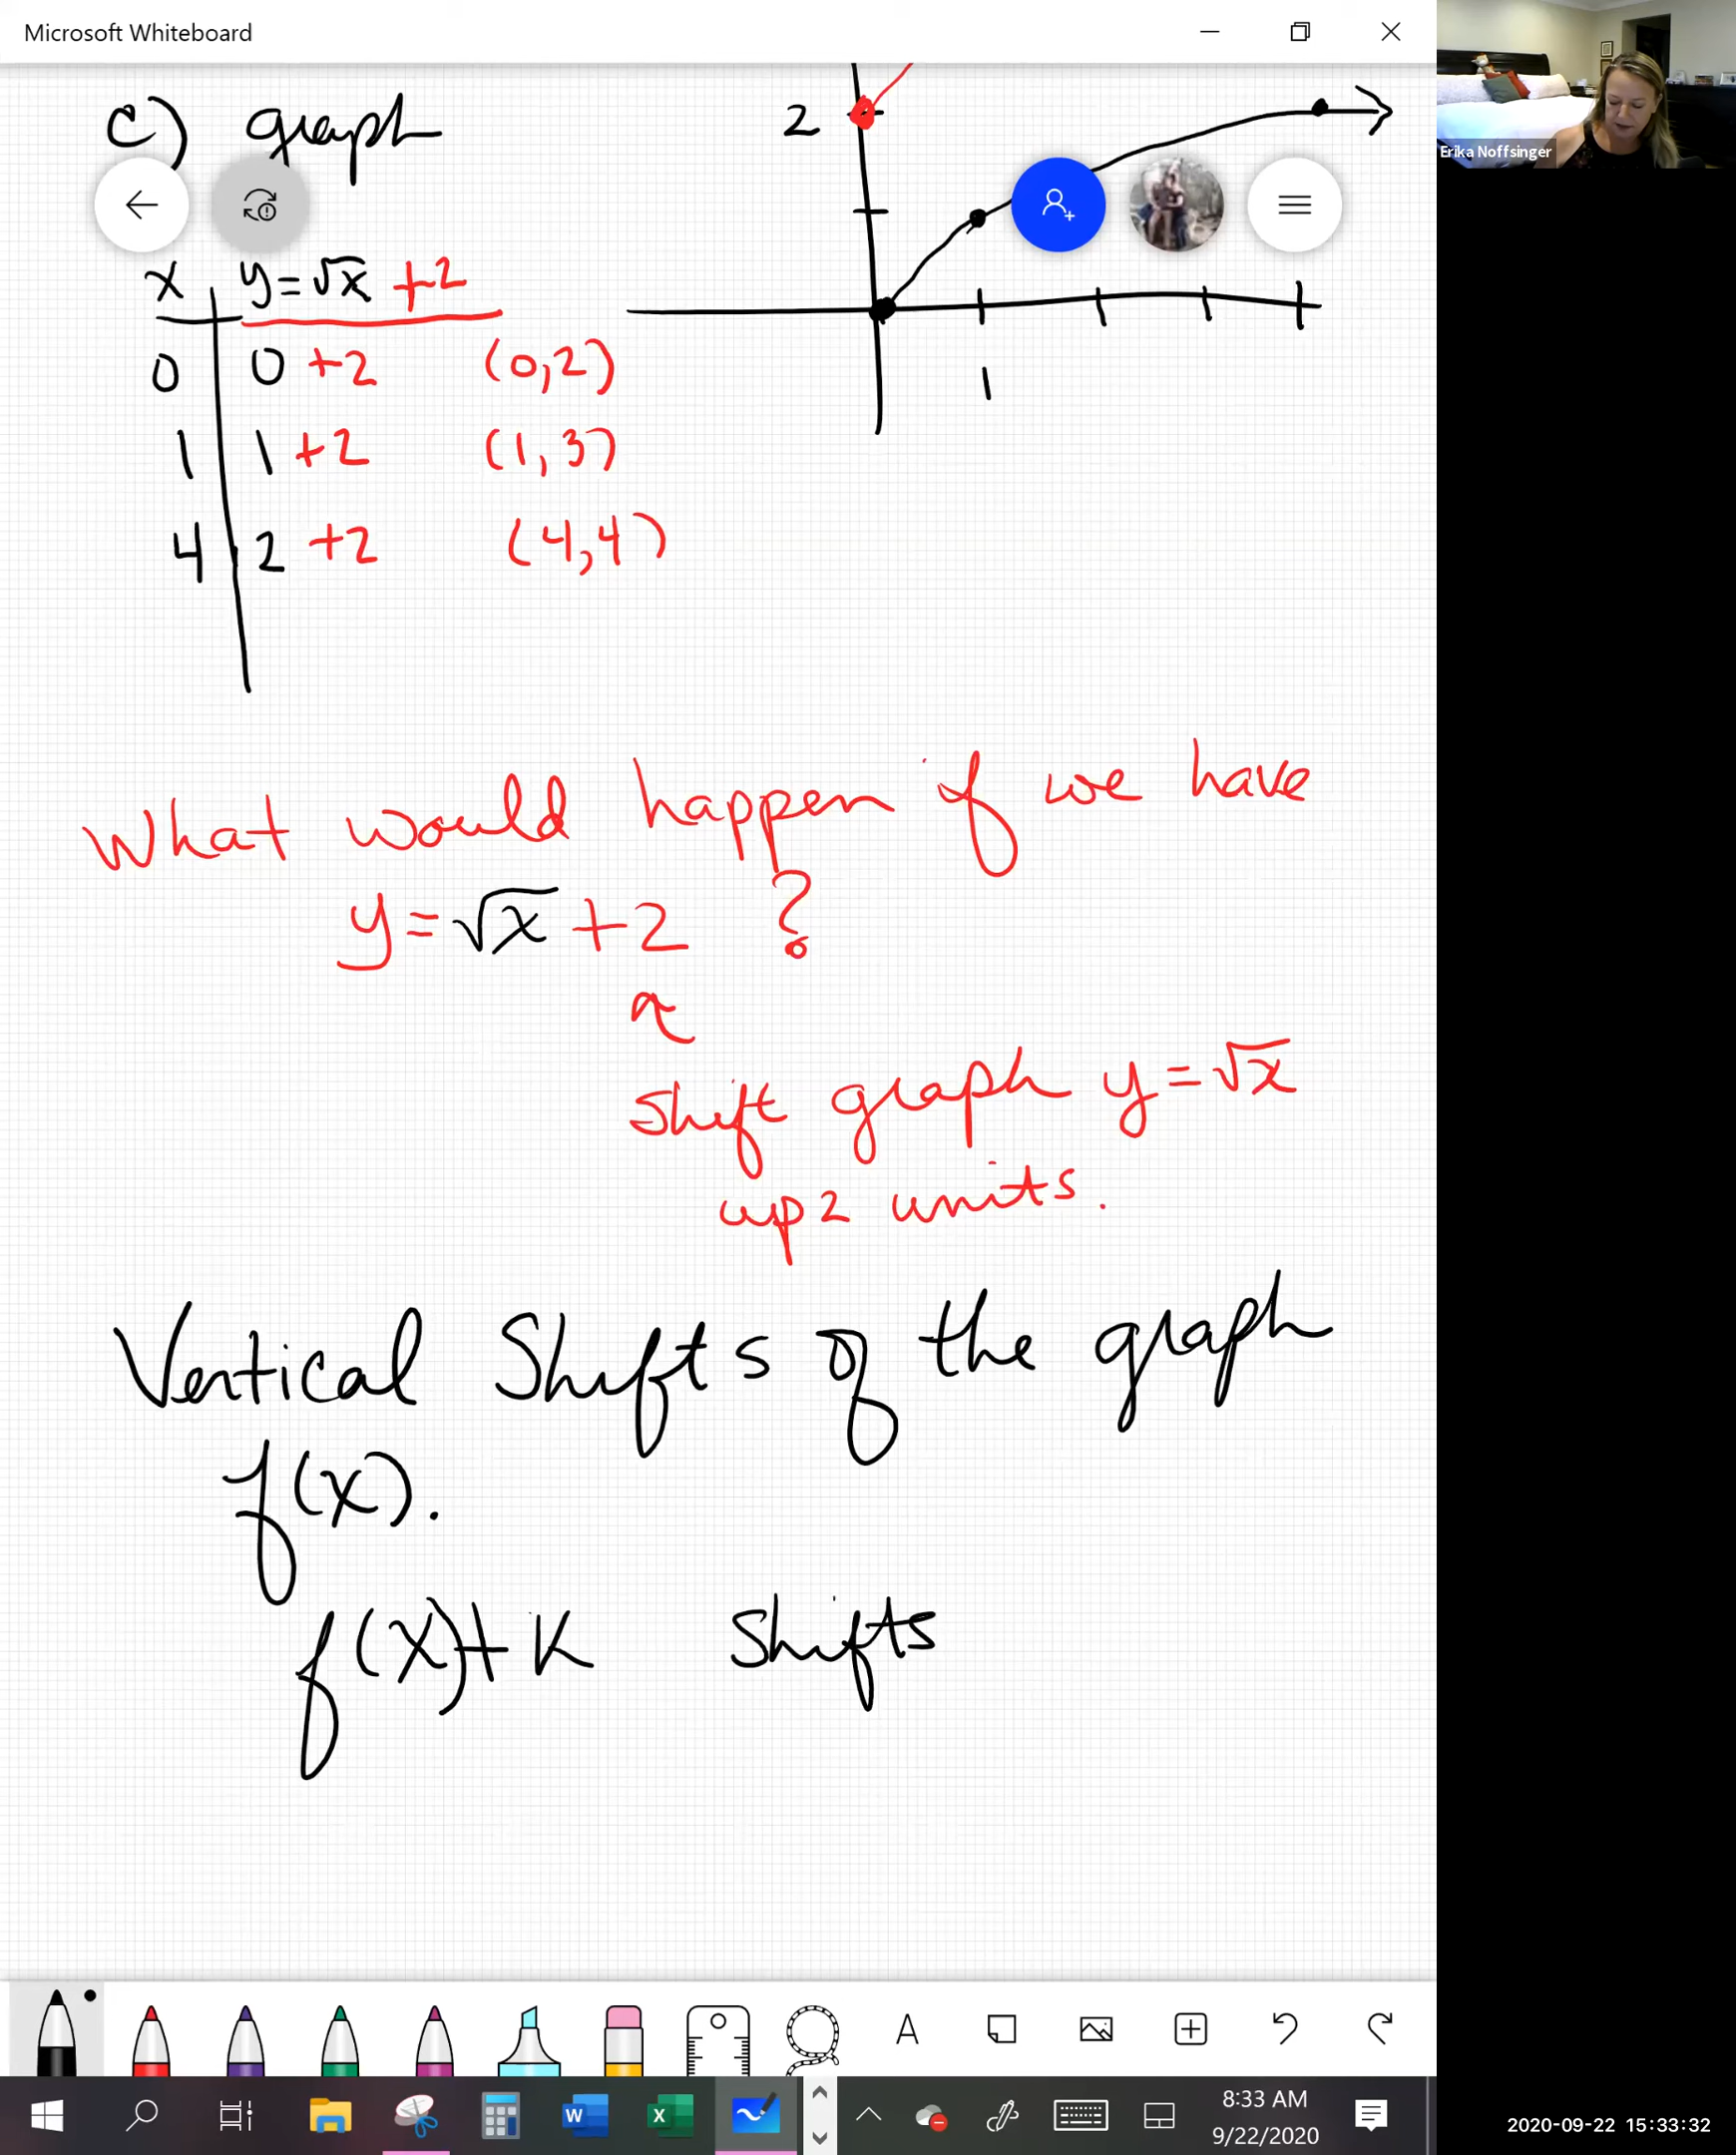 Microsoft Whiteboard
Erika Noffsinger
c) graph
2
x y=√x +2
0 0 +2 (0,2)
1
1 1 +2 (1,3)
4 2 +2 (4,4)
What would happen if we have
y=√x +2 ?
shift graph y=√x
up 2 units.
Vertical Shifts of the graph
f(x).
f(x)+K shifts
A
W
X
8:33 AM
9/22/2020
2020-09-22 15:33:32